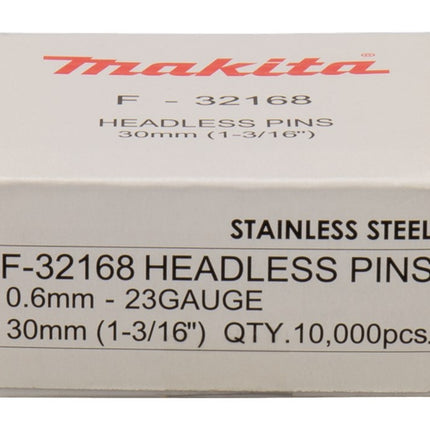 makita
F - 32168
HEADLESS PINS
30mm (1-3/16")
STAINLESS STEEL
F-32168 HEADLESS PINS
0.6mm - 23GAUGE
30mm (1-3/16") QTY.10,000pcs.